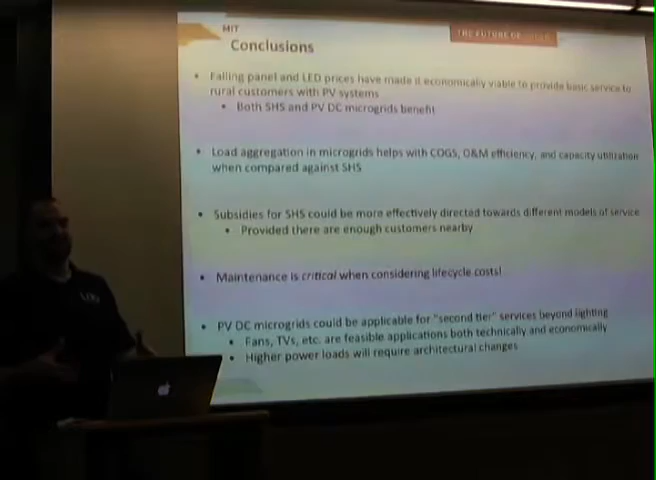 MIT
THE FUTURE OF
Conclusions
• Falling panel and LED prices have made it economically viable to provide basic service to
rural customers with PV systems
• Both SHS and PV DC microgrids benefit
• Load aggregation in microgrids helps with COGS, O&M efficiency, and capacity utilization
when compared against SHS
• Subsidies for SHS could be more effectively directed towards different models of service
• Provided there are enough customers nearby
• Maintenance is critical when considering lifecycle costs!
• PV DC microgrids could be applicable for "second tier" services beyond lighting
• Fans, TVs, etc. are feasible applications both technically and economically
• Higher power loads will require architectural changes